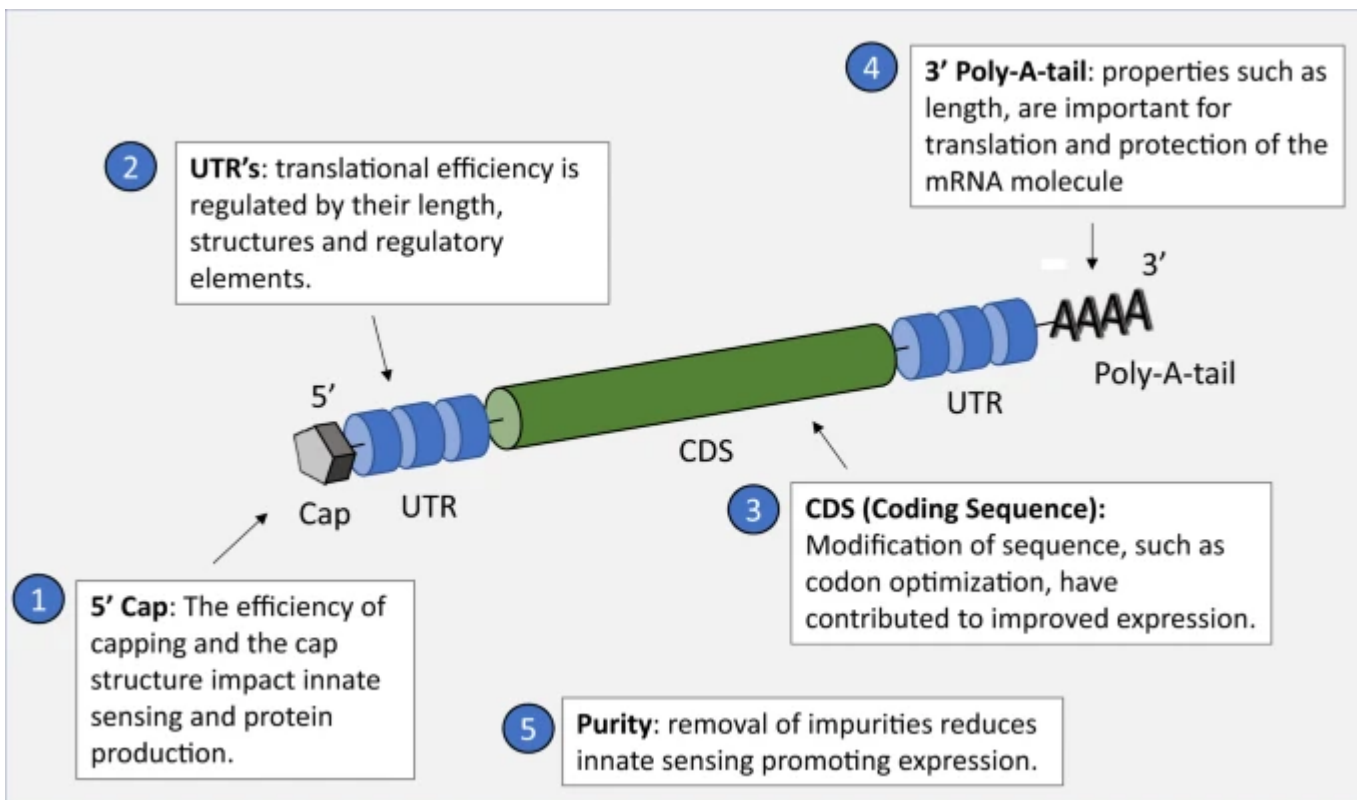 4
3’ Poly-A-tail: properties such as
length, are important for
translation and protection of the
mRNA molecule
2
UTR’s: translational efficiency is
regulated by their length,
structures and regulatory
elements.
3’
AAAA
Poly-A-tail
UTR
5’
CDS
Cap
UTR
3
CDS (Coding Sequence):
Modification of sequence, such as
codon optimization, have
contributed to improved expression.
1
5’ Cap: The efficiency of
capping and the cap
structure impact innate
sensing and protein
production.
5
Purity: removal of impurities reduces
innate sensing promoting expression.